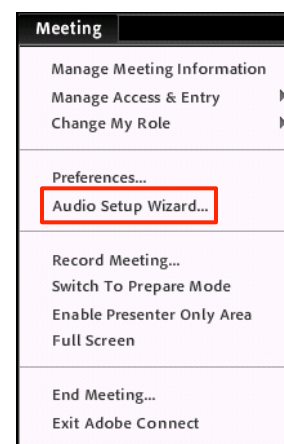 Meeting
Manage Meeting Information
Manage Access & Entry
Change My Role
Preferences...
Audio Setup Wizard...
Record Meeting...
Switch To Prepare Mode
Enable Presenter Only Area
Full Screen
End Meeting...
Exit Adobe Connect